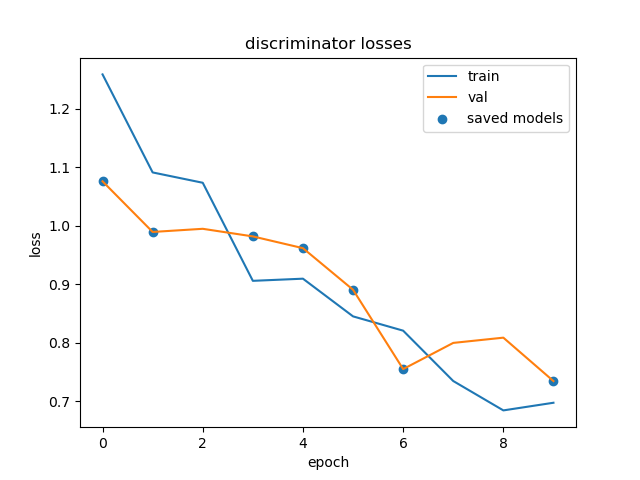 discriminator losses
train
val
saved models
1.2
1.1
1.0
0.9
0.8
0.7
loss
0
2
4
6
8
epoch